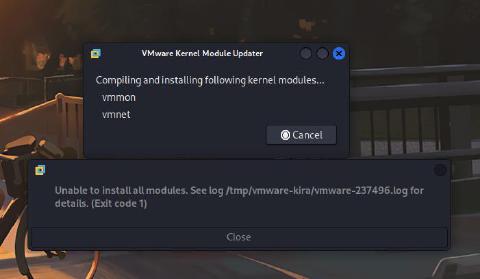 VMware Kernel Module Updater
Compiling and installing following kernel modules...
vmmon
vmnet
Cancel
Unable to install all modules. See log /tmp/vmware-kira/vmware-237496.log for
details. (Exit code 1)
Close